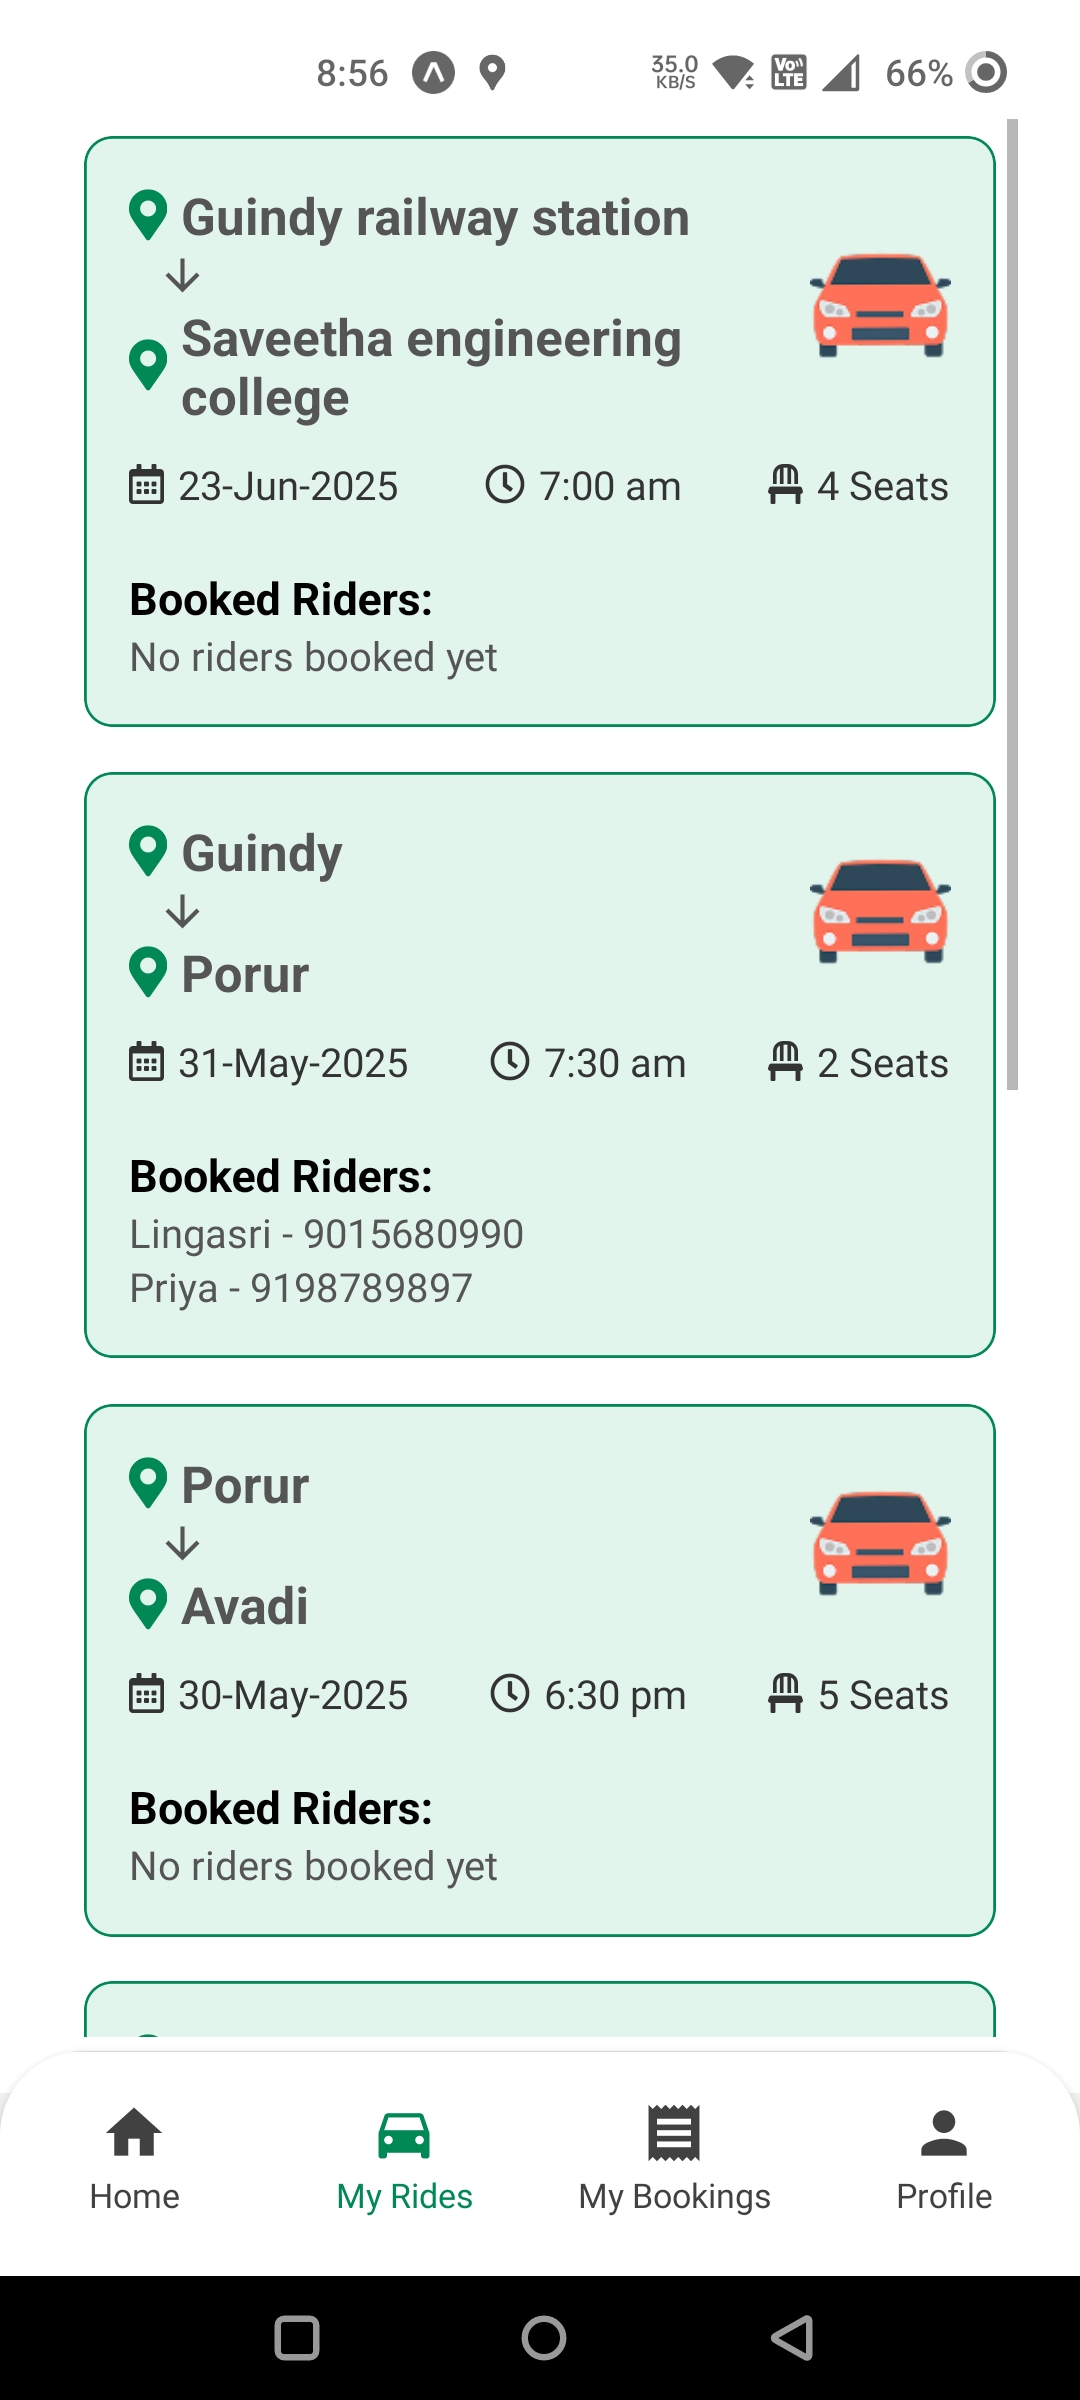 8:56 35.0 KB/S Vo LTE 66%
Guindy railway station
Saveetha engineering
college
23-Jun-2025 7:00 am 4 Seats
Booked Riders:
No riders booked yet
Guindy
Porur
31-May-2025 7:30 am 2 Seats
Booked Riders:
Lingasri - 9015680990
Priya - 9198789897
Porur
Avadi
30-May-2025 6:30 pm 5 Seats
Booked Riders:
No riders booked yet
Home My Rides My Bookings Profile